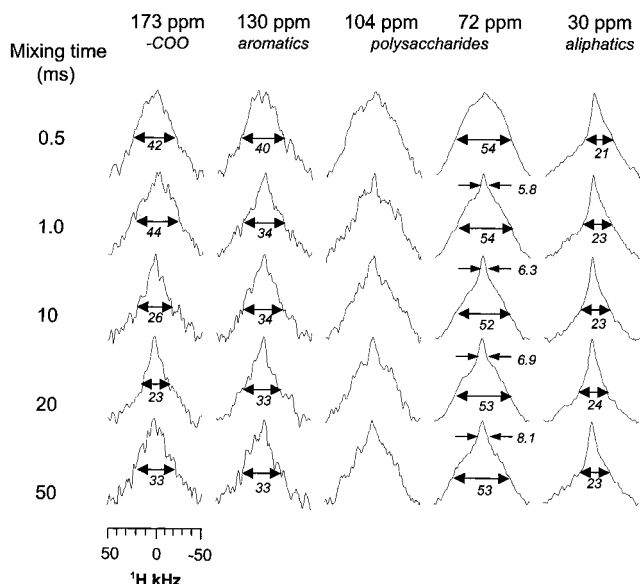 173 ppm 130 ppm 104 ppm 72 ppm 30 ppm
-COO aromatics polysaccharides aliphatics
Mixing time
(ms)
0.5
42 40 54 21
5.8
1.0
44 34 54 23
6.3
10
26 34 52 23
6.9
20
23 33 53 24
8.1
50
33 33 53 23
50 0 -50
¹H kHz